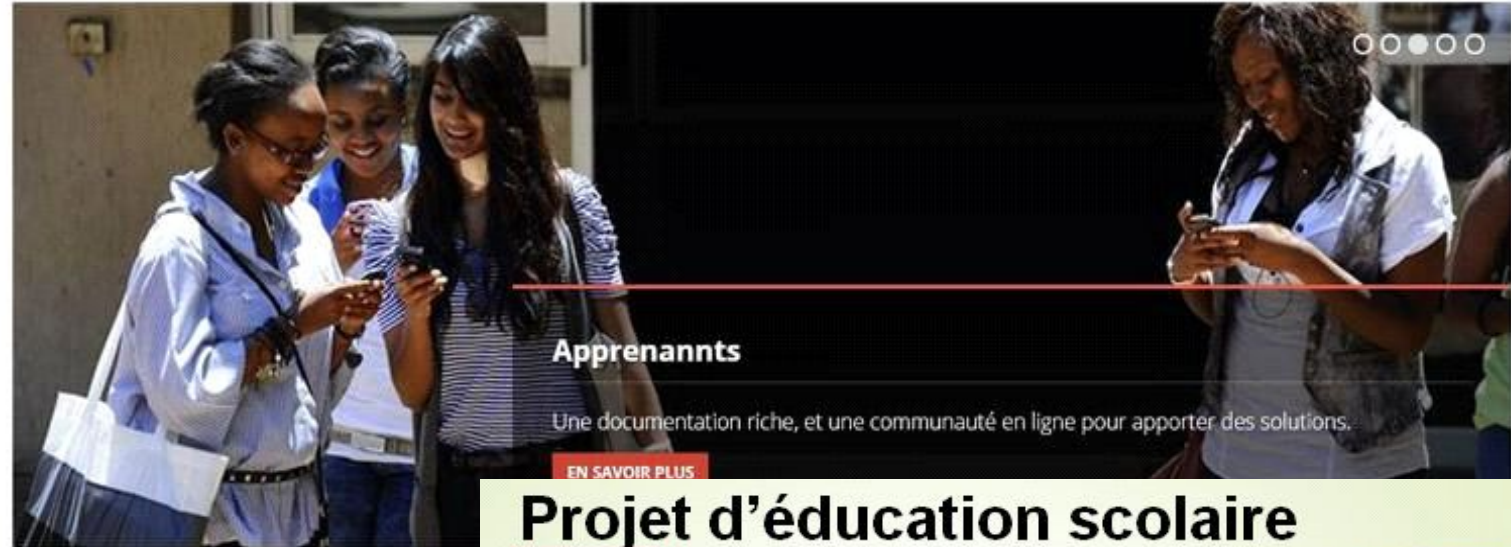 Apprenannts
Une documentation riche, et une communauté en ligne pour apporter des solutions.
EN SAVOIR PLUS
Projet d’éducation scolaire